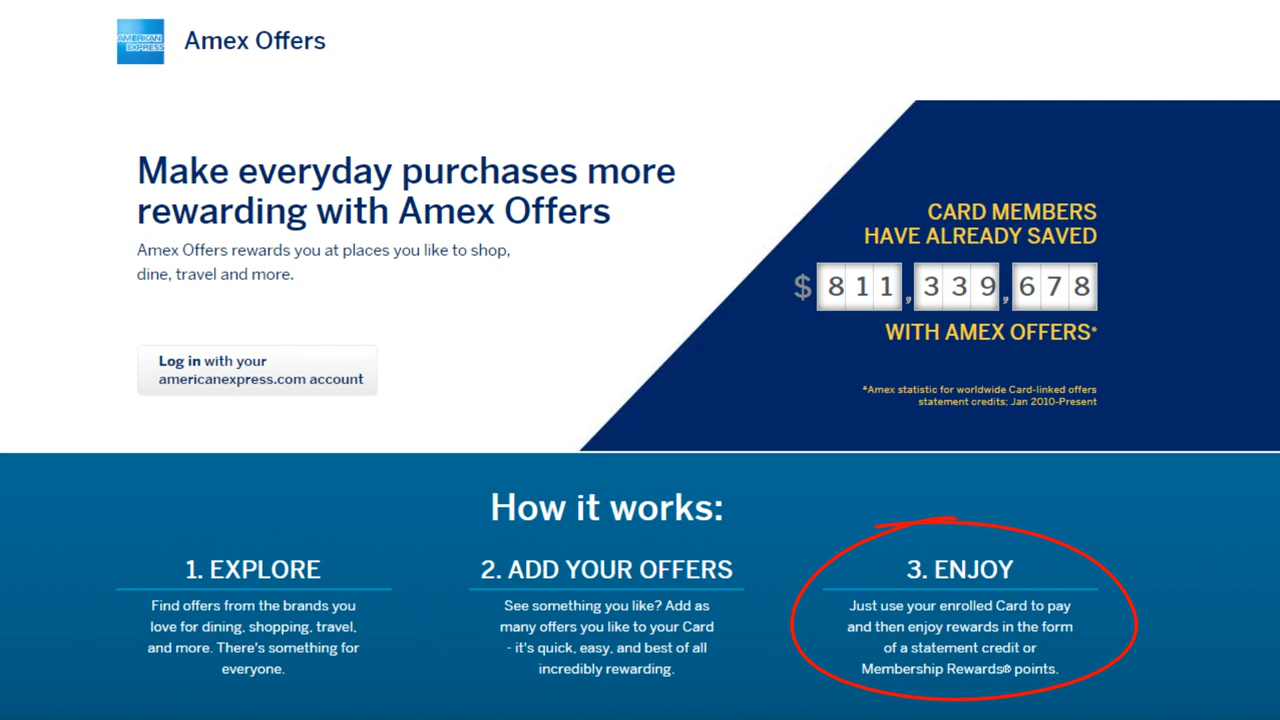 AMERICAN
EXPRESS
Amex Offers
Make everyday purchases more
rewarding with Amex Offers
Amex Offers rewards you at places you like to shop,
dine, travel and more.
Log in with your
americanexpress.com account
CARD MEMBERS
HAVE ALREADY SAVED
$ 811,339,678
WITH AMEX OFFERS*
*Amex statistic for worldwide Card-linked offers
statement credits; Jan 2010-Present
How it works:
1. EXPLORE
Find offers from the brands you
love for dining, shopping, travel,
and more. There's something for
everyone.
2. ADD YOUR OFFERS
See something you like? Add as
many offers you like to your Card
- it's quick, easy, and best of all
incredibly rewarding.
3. ENJOY
Just use your enrolled Card to pay
and then enjoy rewards in the form
of a statement credit or
Membership Rewards® points.